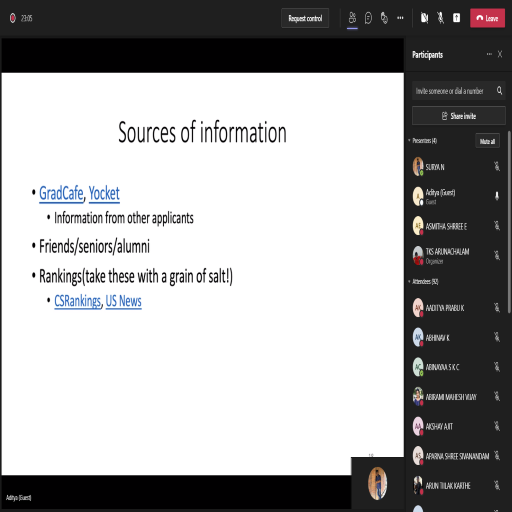 23:05
Request control
Leave
Participants
Invite someone or dial a number
Share invite
Presenters (4)
Mute all
SURYA N
Aditya (Guest)
Guest
ASMITHA SHRREE E
TKS ARUNACHALAM
Organizer
Attendees (92)
AADITYA PRABU K
ABHINAV K
ABINAYAA S K C
ABIRAMI MAHESH VIJAY
AKSHAY AJIT
APARNA SHREE SIVANANDAM
ARUN THILAK KARTHE
Sources of information
• GradCafe, Yocket
• Information from other applicants
• Friends/seniors/alumni
• Rankings(take these with a grain of salt!)
• CSRankings, US News
Aditya (Guest)